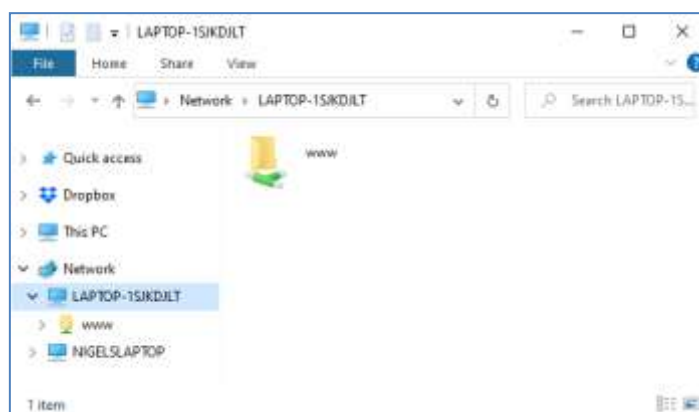 LAPTOP-1SJKDJLT
File Home Share View
Network LAPTOP-1SJKDJLT Search LAPTOP-1S...
Quick access
www
Dropbox
This PC
Network
LAPTOP-1SJKDJLT
www
NIGELSLAPTOP
1 item